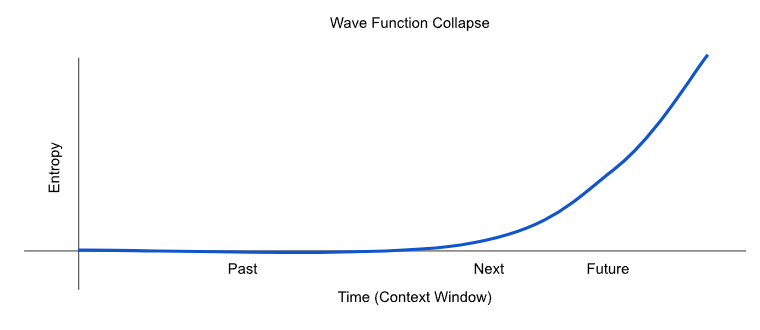 Wave Function Collapse
Entropy
Past Next Future
Time (Context Window)